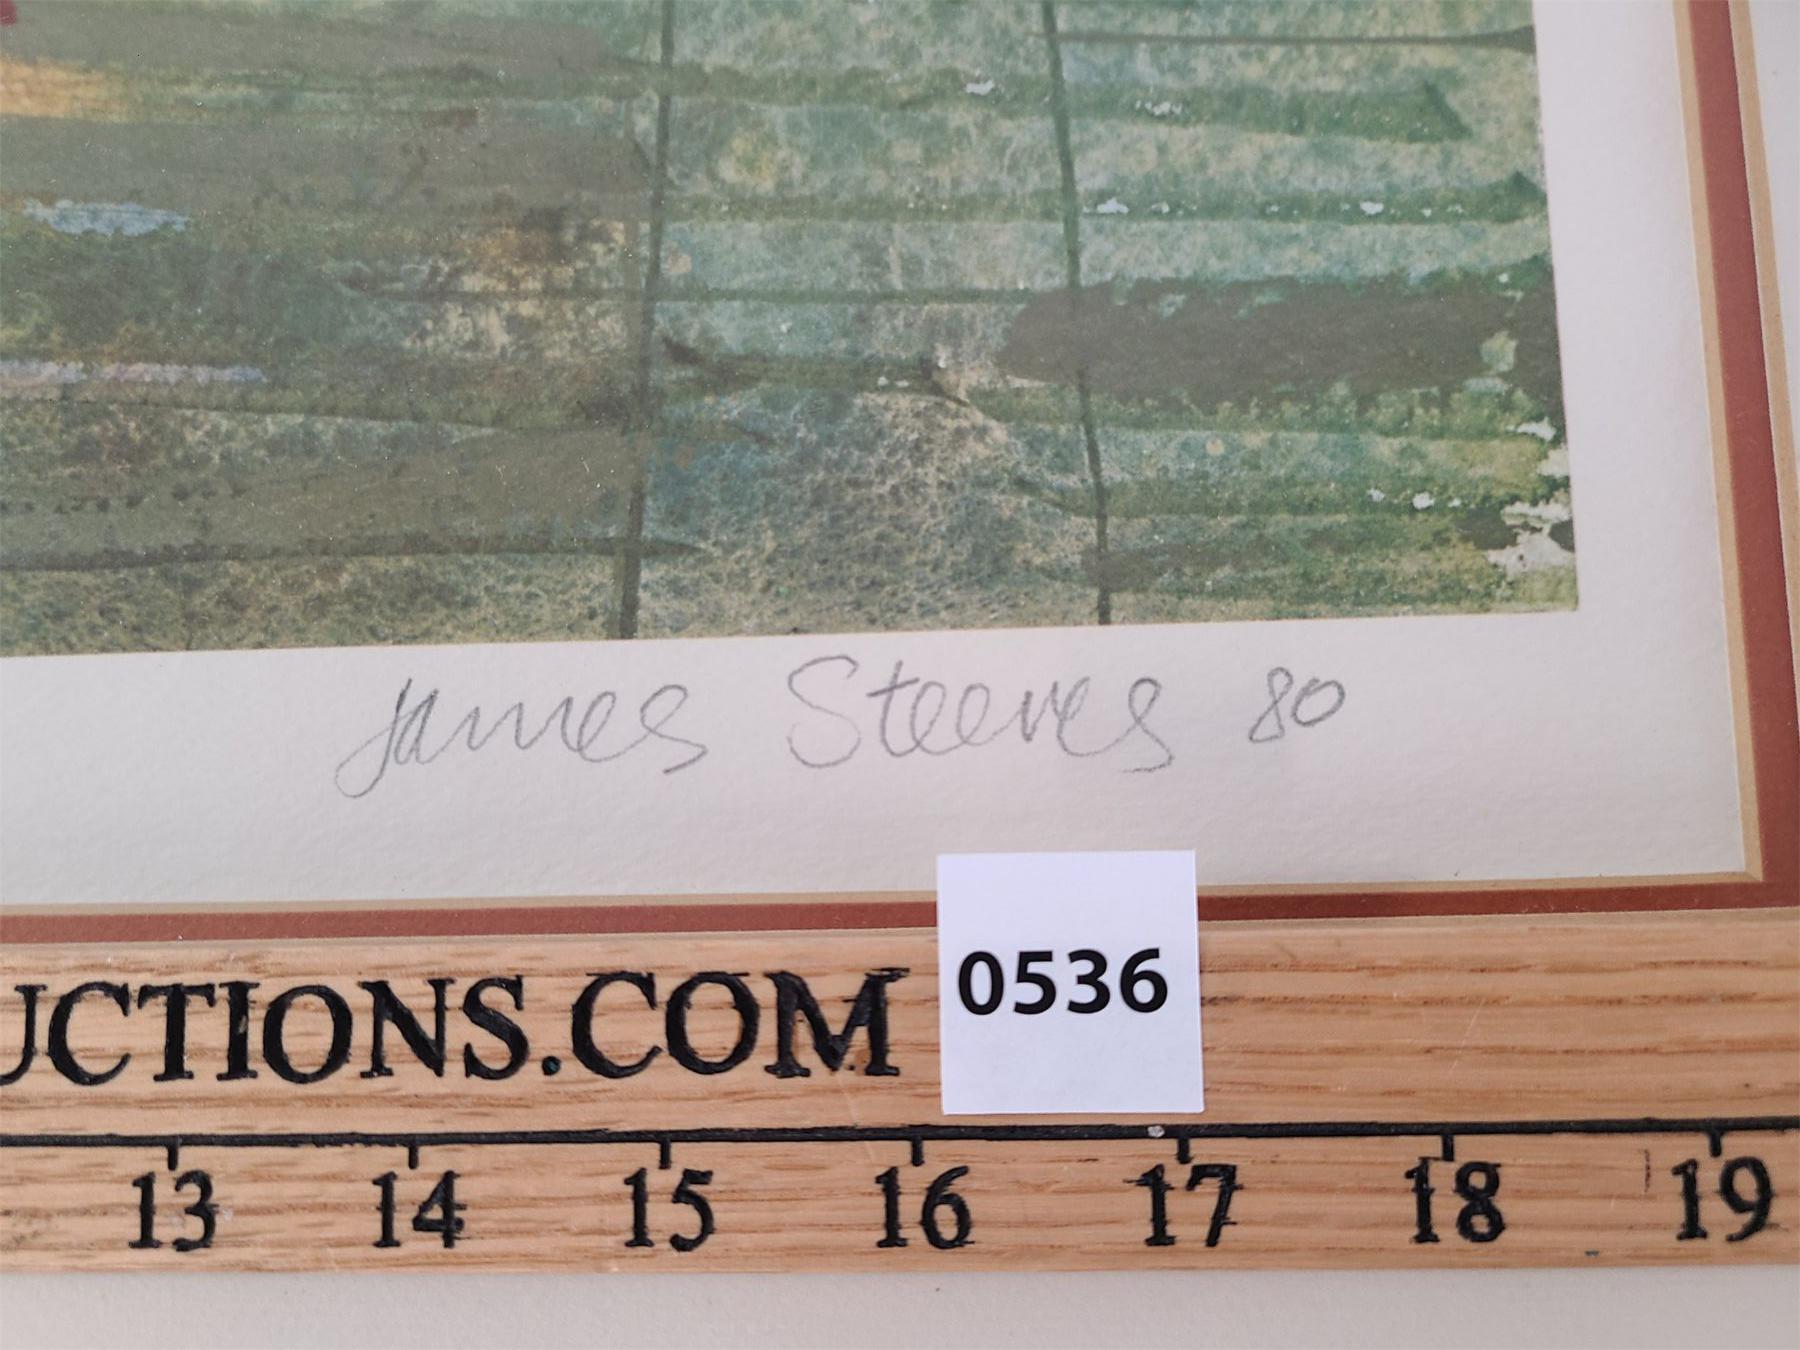 James Steeves 80
0536
UCTIONS.COM
13 14 15 16 17 18 19